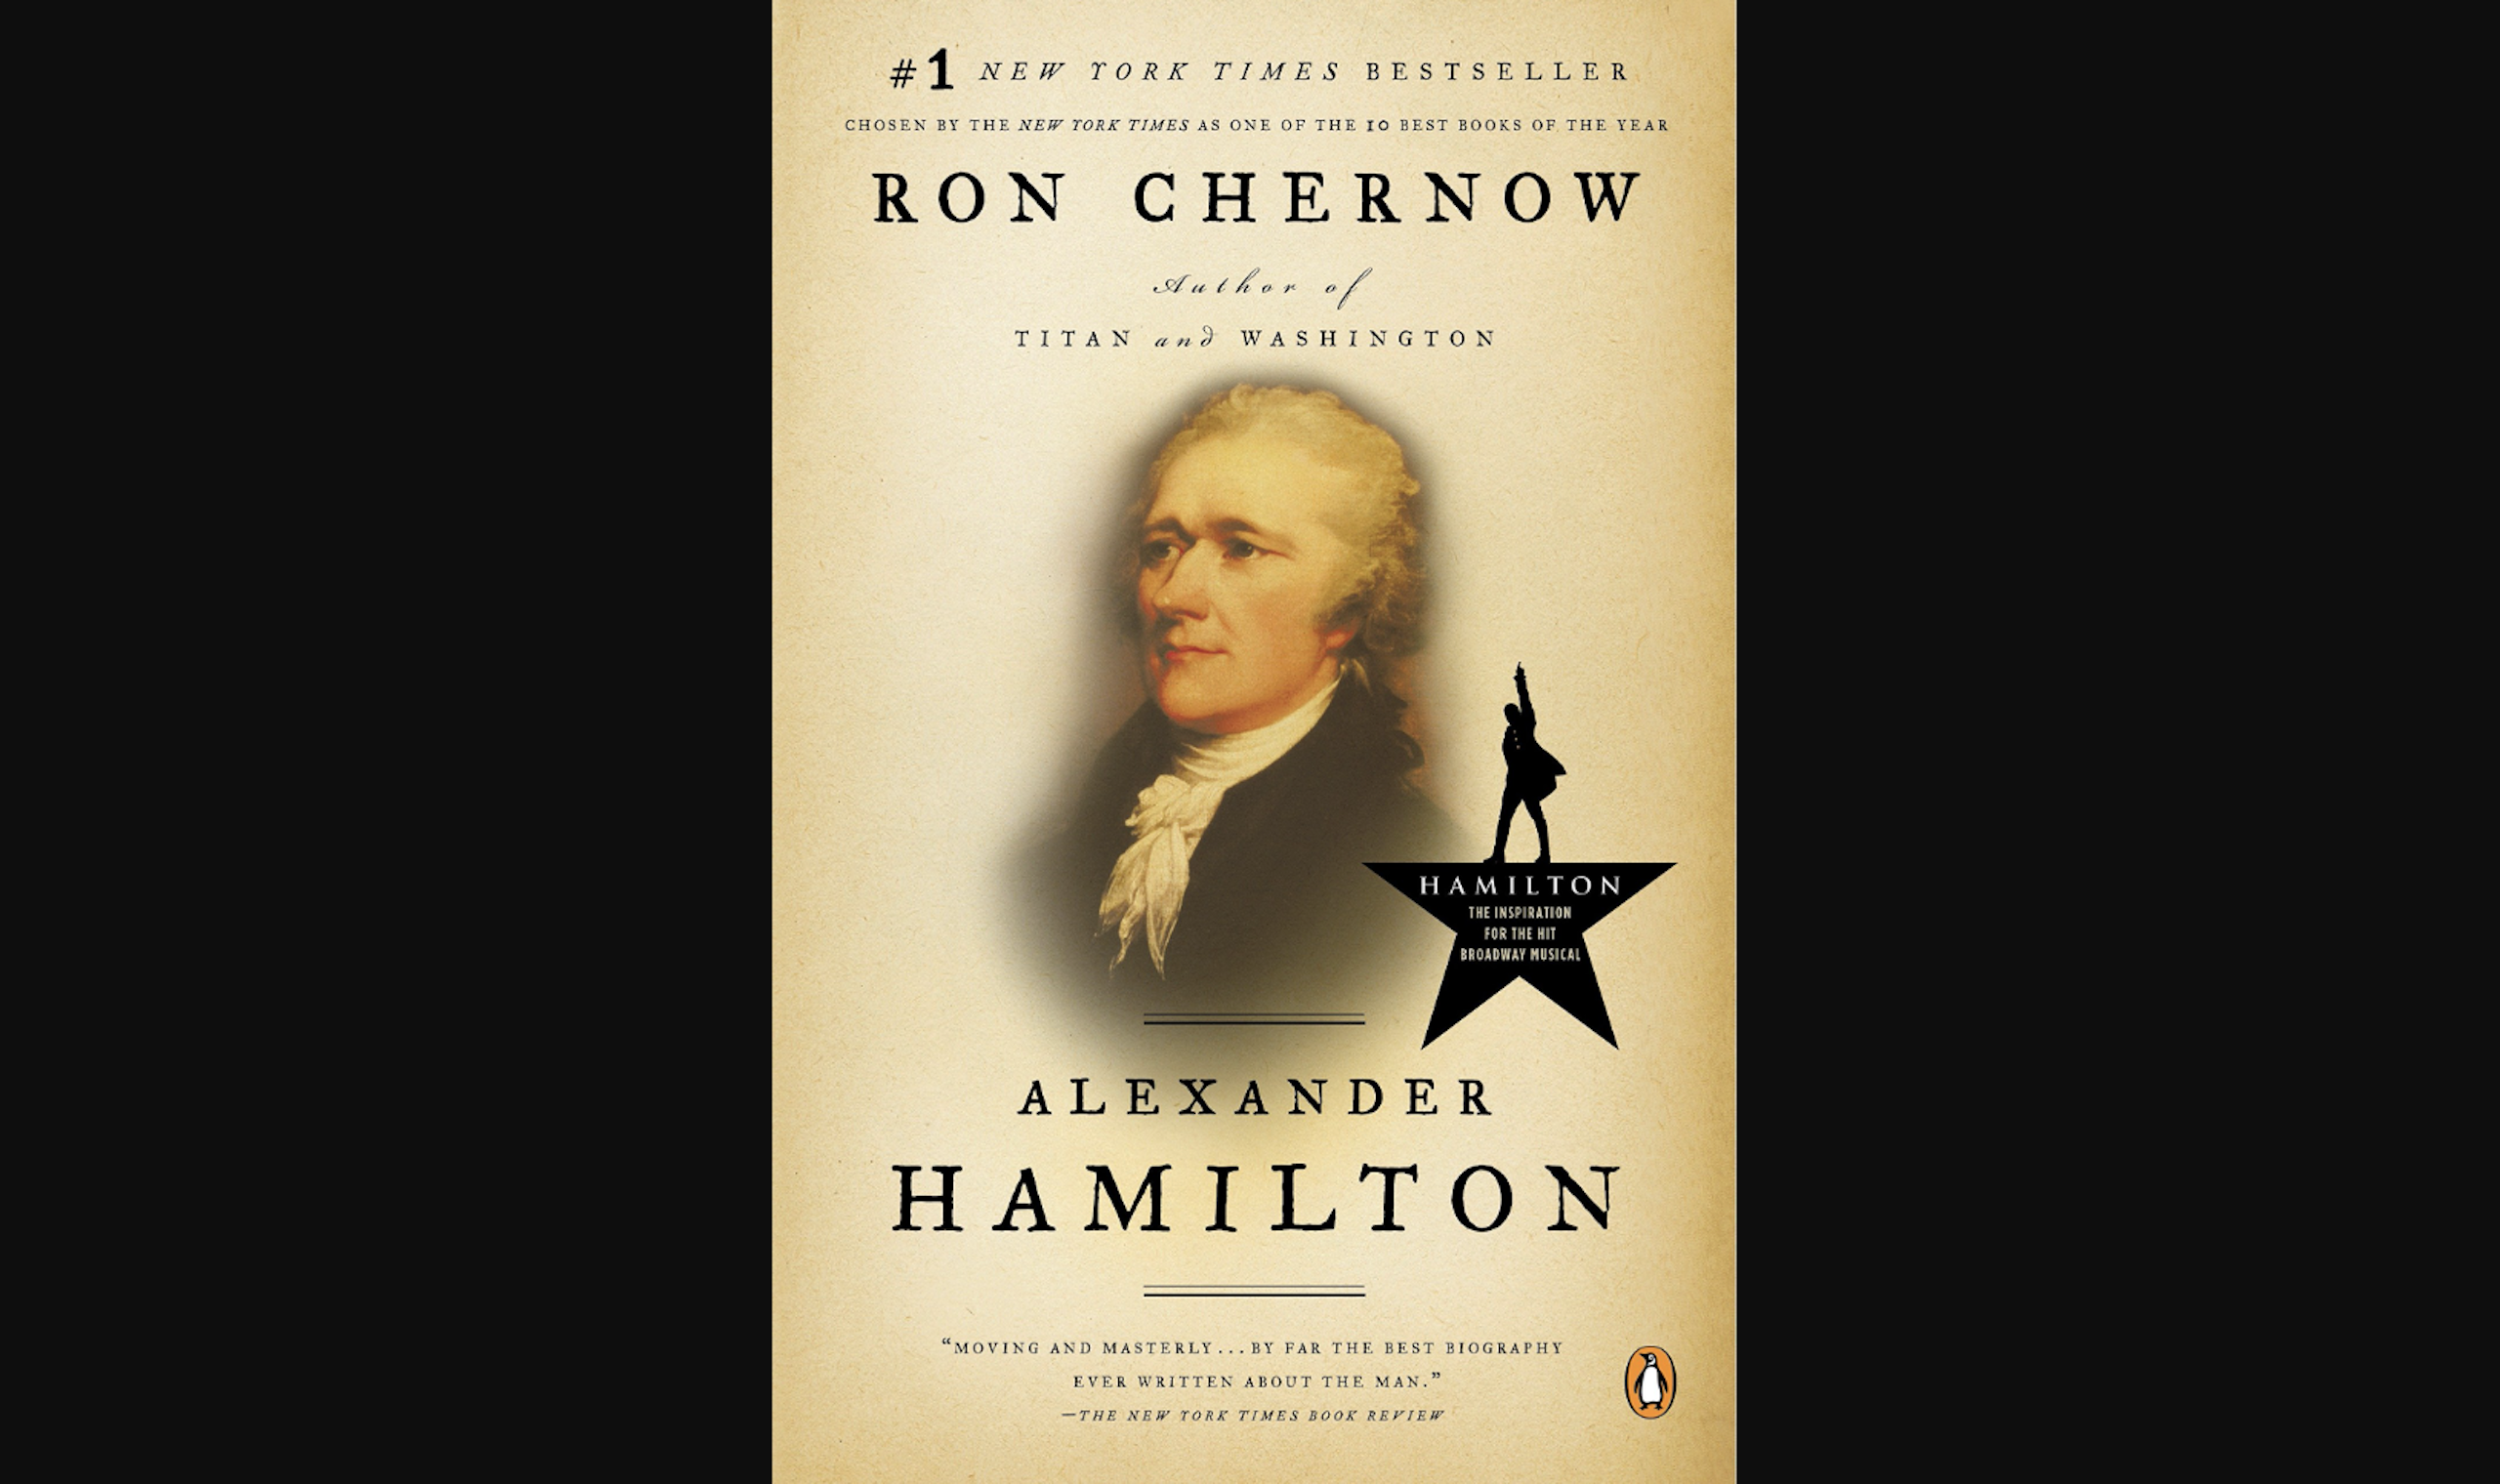 #1 NEW YORK TIMES BESTSELLER
CHOSEN BY THE NEW YORK TIMES AS ONE OF THE 10 BEST BOOKS OF THE YEAR
RON CHERNOW
Author of
TITAN and WASHINGTON
HAMILTON
THE INSPIRATION
FOR THE HIT
BROADWAY MUSICAL
ALEXANDER
HAMILTON
“MOVING AND MASTERLY...BY FAR THE BEST BIOGRAPHY
EVER WRITTEN ABOUT THE MAN.”
—THE NEW YORK TIMES BOOK REVIEW